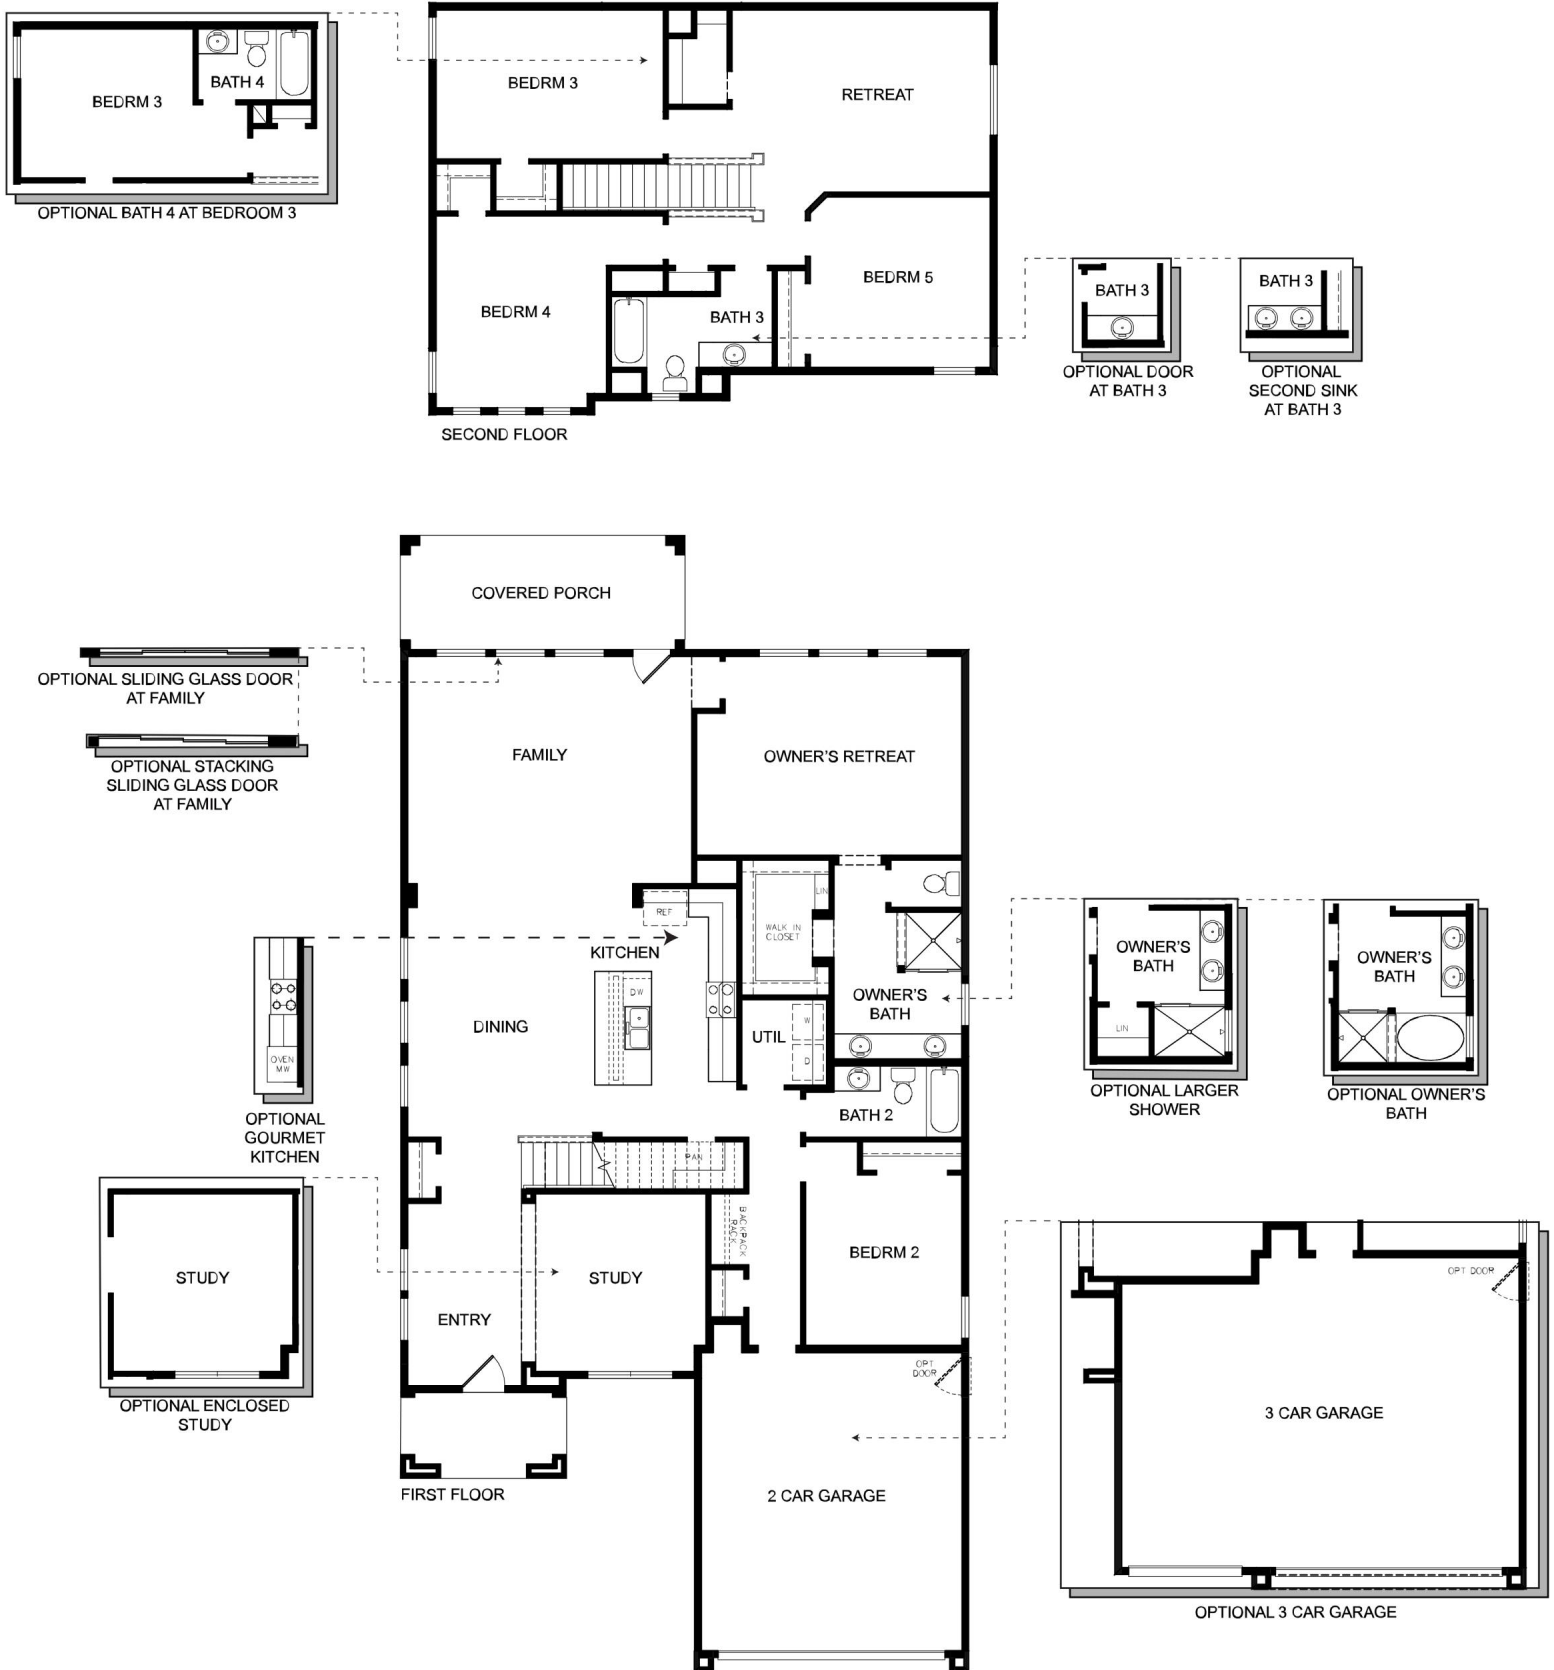 BEDRM 3
BATH 4
OPTIONAL BATH 4 AT BEDROOM 3
BEDRM 3
RETREAT
BEDRM 4
BATH 3
BEDRM 5
SECOND FLOOR
BATH 3
OPTIONAL DOOR
AT BATH 3
BATH 3
OPTIONAL
SECOND SINK
AT BATH 3
COVERED PORCH
OPTIONAL SLIDING GLASS DOOR
AT FAMILY
OPTIONAL STACKING
SLIDING GLASS DOOR
AT FAMILY
FAMILY
OWNER'S RETREAT
REF
KITCHEN
WALK IN
CLOSET
LIN
OWNER'S
BATH
DW
DINING
UTIL
W
D
BATH 2
OVEN
MW
OPTIONAL
GOURMET
KITCHEN
OWNER'S
BATH
LIN
OPTIONAL LARGER
SHOWER
OWNER'S
BATH
OPTIONAL OWNER'S
BATH
PAN
BACKPACK
RACK
BEDRM 2
STUDY
ENTRY
STUDY
OPTIONAL ENCLOSED
STUDY
OPT
DOOR
2 CAR GARAGE
FIRST FLOOR
OPT DOOR
3 CAR GARAGE
OPTIONAL 3 CAR GARAGE